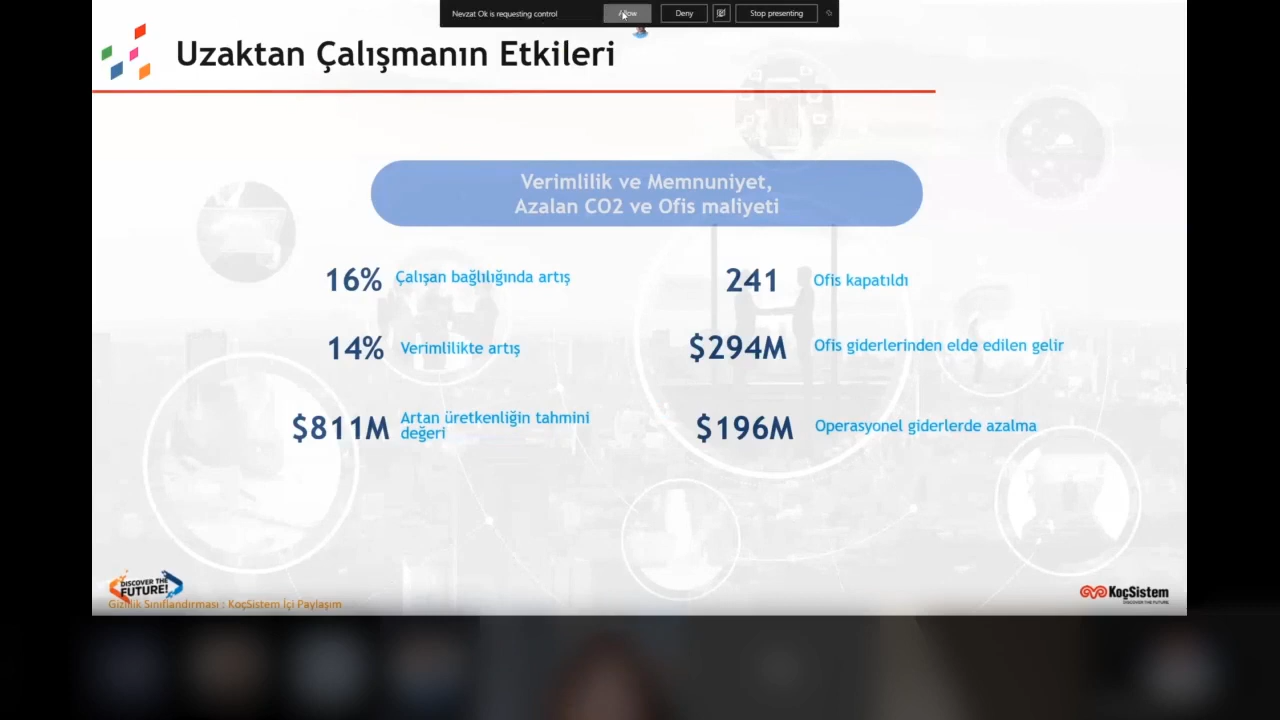 Nevzat Ok is requesting control
Allow
Deny
Stop presenting
Uzaktan Çalışmanın Etkileri
Verimlilik ve Memnuniyet,
Azalan CO2 ve Ofis maliyeti
16% Çalışan bağlılığında artış
241 Ofis kapatıldı
14% Verimlilikte artış
$294M Ofis giderlerinden elde edilen gelir
$811M Artan üretkenliğin tahmini
değeri
$196M Operasyonel giderlerde azalma
DISCOVER THE
FUTURE!
Gizlilik Sınıflandırması : KoçSistem İçi Paylaşım
KoçSistem
DISCOVER THE FUTURE